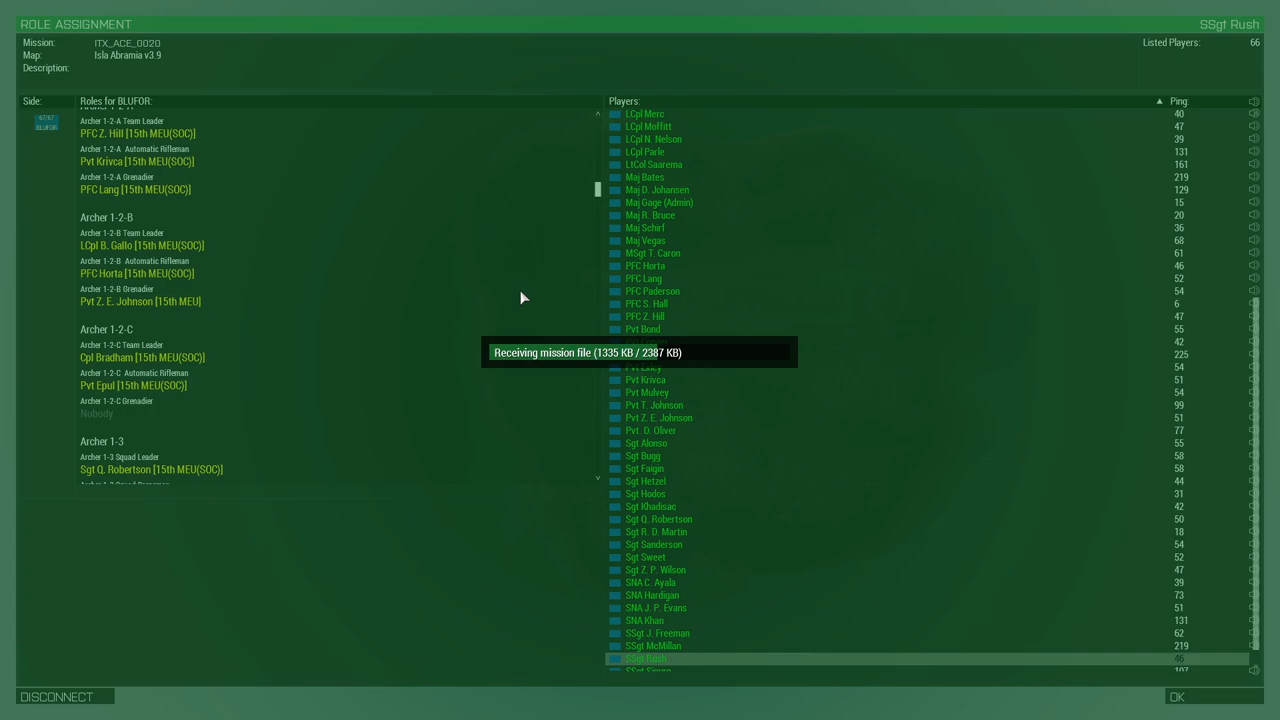 ROLE ASSIGNMENT
SSgt Rush
Mission: ITX_ACE_0020
Map: Isla Abramia v3.9
Description:
Listed Players: 66
Side:
67/67
BLUFOR
Roles for BLUFOR:
Archer 1-2-A
Archer 1-2-A Team Leader
PFC Z. Hill [15th MEU(SOC)]
Archer 1-2-A Automatic Rifleman
Pvt Krivca [15th MEU(SOC)]
Archer 1-2-A Grenadier
PFC Lang [15th MEU(SOC)]
Archer 1-2-B
Archer 1-2-B Team Leader
LCpl B. Gallo [15th MEU(SOC)]
Archer 1-2-B Automatic Rifleman
PFC Horta [15th MEU(SOC)]
Archer 1-2-B Grenadier
Pvt Z. E. Johnson [15th MEU]
Archer 1-2-C
Archer 1-2-C Team Leader
Cpl Bradham [15th MEU(SOC)]
Archer 1-2-C Automatic Rifleman
Pvt Epul [15th MEU(SOC)]
Archer 1-2-C Grenadier
Nobody
Archer 1-3
Archer 1-3 Squad Leader
Sgt Q. Robertson [15th MEU(SOC)]
Players: Ping:
LCpl Merc 40
LCpl Moffitt 47
LCpl N. Nelson 39
LCpl Parle 131
LtCol Saarema 161
Maj Bates 219
Maj D. Johansen 129
Maj Gage (Admin) 15
Maj R. Bruce 20
Maj Schirf 36
Maj Vegas 68
MSgt T. Caron 61
PFC Horta 46
PFC Lang 52
PFC Paderson 54
PFC S. Hall 6
PFC Z. Hill 47
Pvt Bond 55
42
Receiving mission file (1335 KB / 2387 KB)
225
54
Pvt Krivca 51
Pvt Mulvey 54
Pvt T. Johnson 99
Pvt Z. E. Johnson 51
Pvt. D. Oliver 77
Sgt Alonso 55
Sgt Bugg 58
Sgt Faigin 58
Sgt Hetzel 44
Sgt Hodos 31
Sgt Khadisac 42
Sgt Q. Robertson 50
Sgt R. D. Martin 18
Sgt Sanderson 54
Sgt Sweet 52
Sgt Z. P. Wilson 47
SNA C. Ayala 39
SNA Hardigan 73
SNA J. P. Evans 51
SNA Khan 131
SSgt J. Freeman 62
SSgt McMillan 219
SSgt Rush 46
DISCONNECT
OK